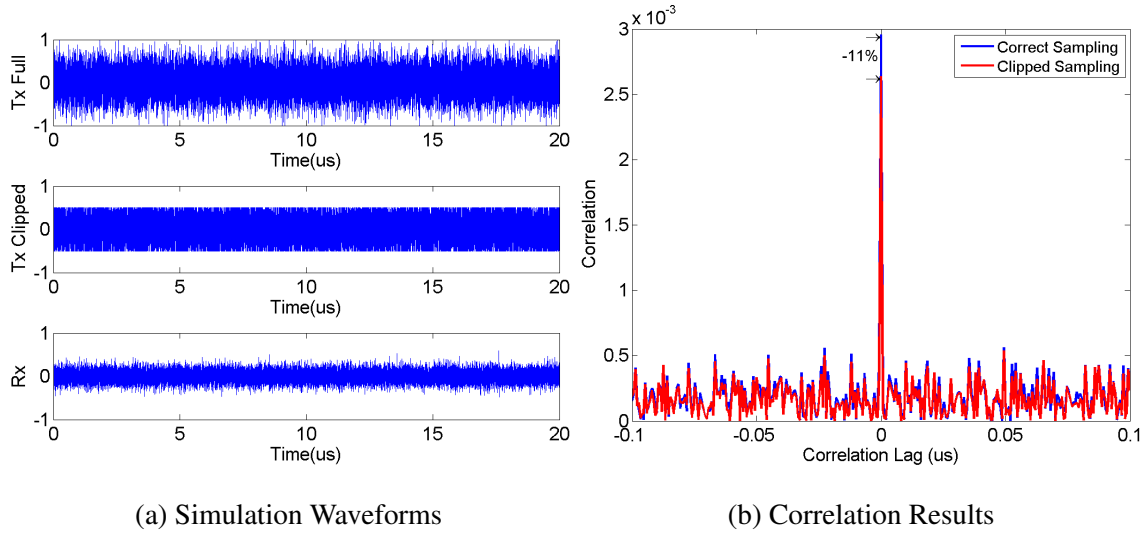 Tx Full
1
0
-1
0 5 10 15 20
Time(us)
Tx Clipped
1
0
-1
0 5 10 15 20
Time(us)
Rx
1
0
-1
0 5 10 15 20
Time(us)
(a) Simulation Waveforms
x 10^-3
3
2.5
2
1.5
1
0.5
0
Correlation
-11%
Correct Sampling
Clipped Sampling
-0.1 -0.05 0 0.05 0.1
Correlation Lag (us)
(b) Correlation Results